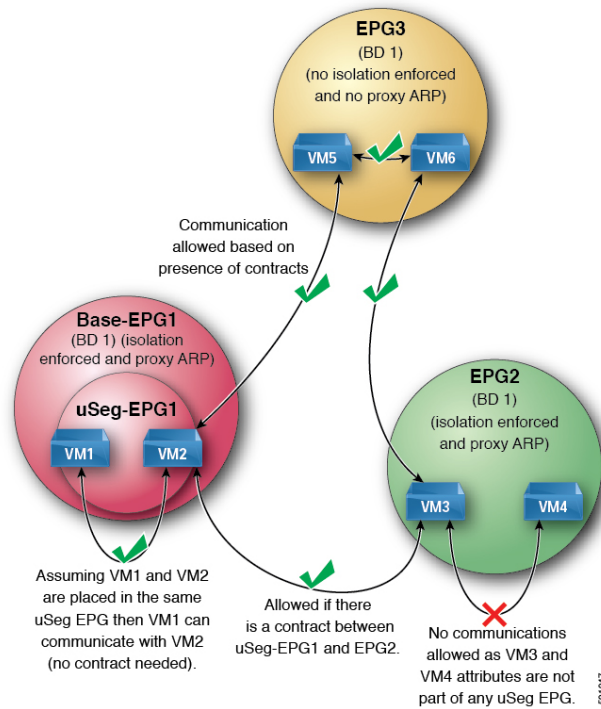 EPG3
(BD 1)
(no isolation enforced
and no proxy ARP)
VM5
VM6
Communication
allowed based on
presence of contracts
Base-EPG1
(BD 1) (isolation
enforced and proxy ARP)
uSeg-EPG1
VM1
VM2
EPG2
(BD 1)
(isolation enforced
and proxy ARP)
VM3
VM4
Assuming VM1 and VM2
are placed in the same
uSeg EPG then VM1 can
communicate with VM2
(no contract needed).
Allowed if there
is a contract between
uSeg-EPG1 and EPG2.
No communications
allowed as VM3 and
VM4 attributes are not
part of any uSeg EPG.